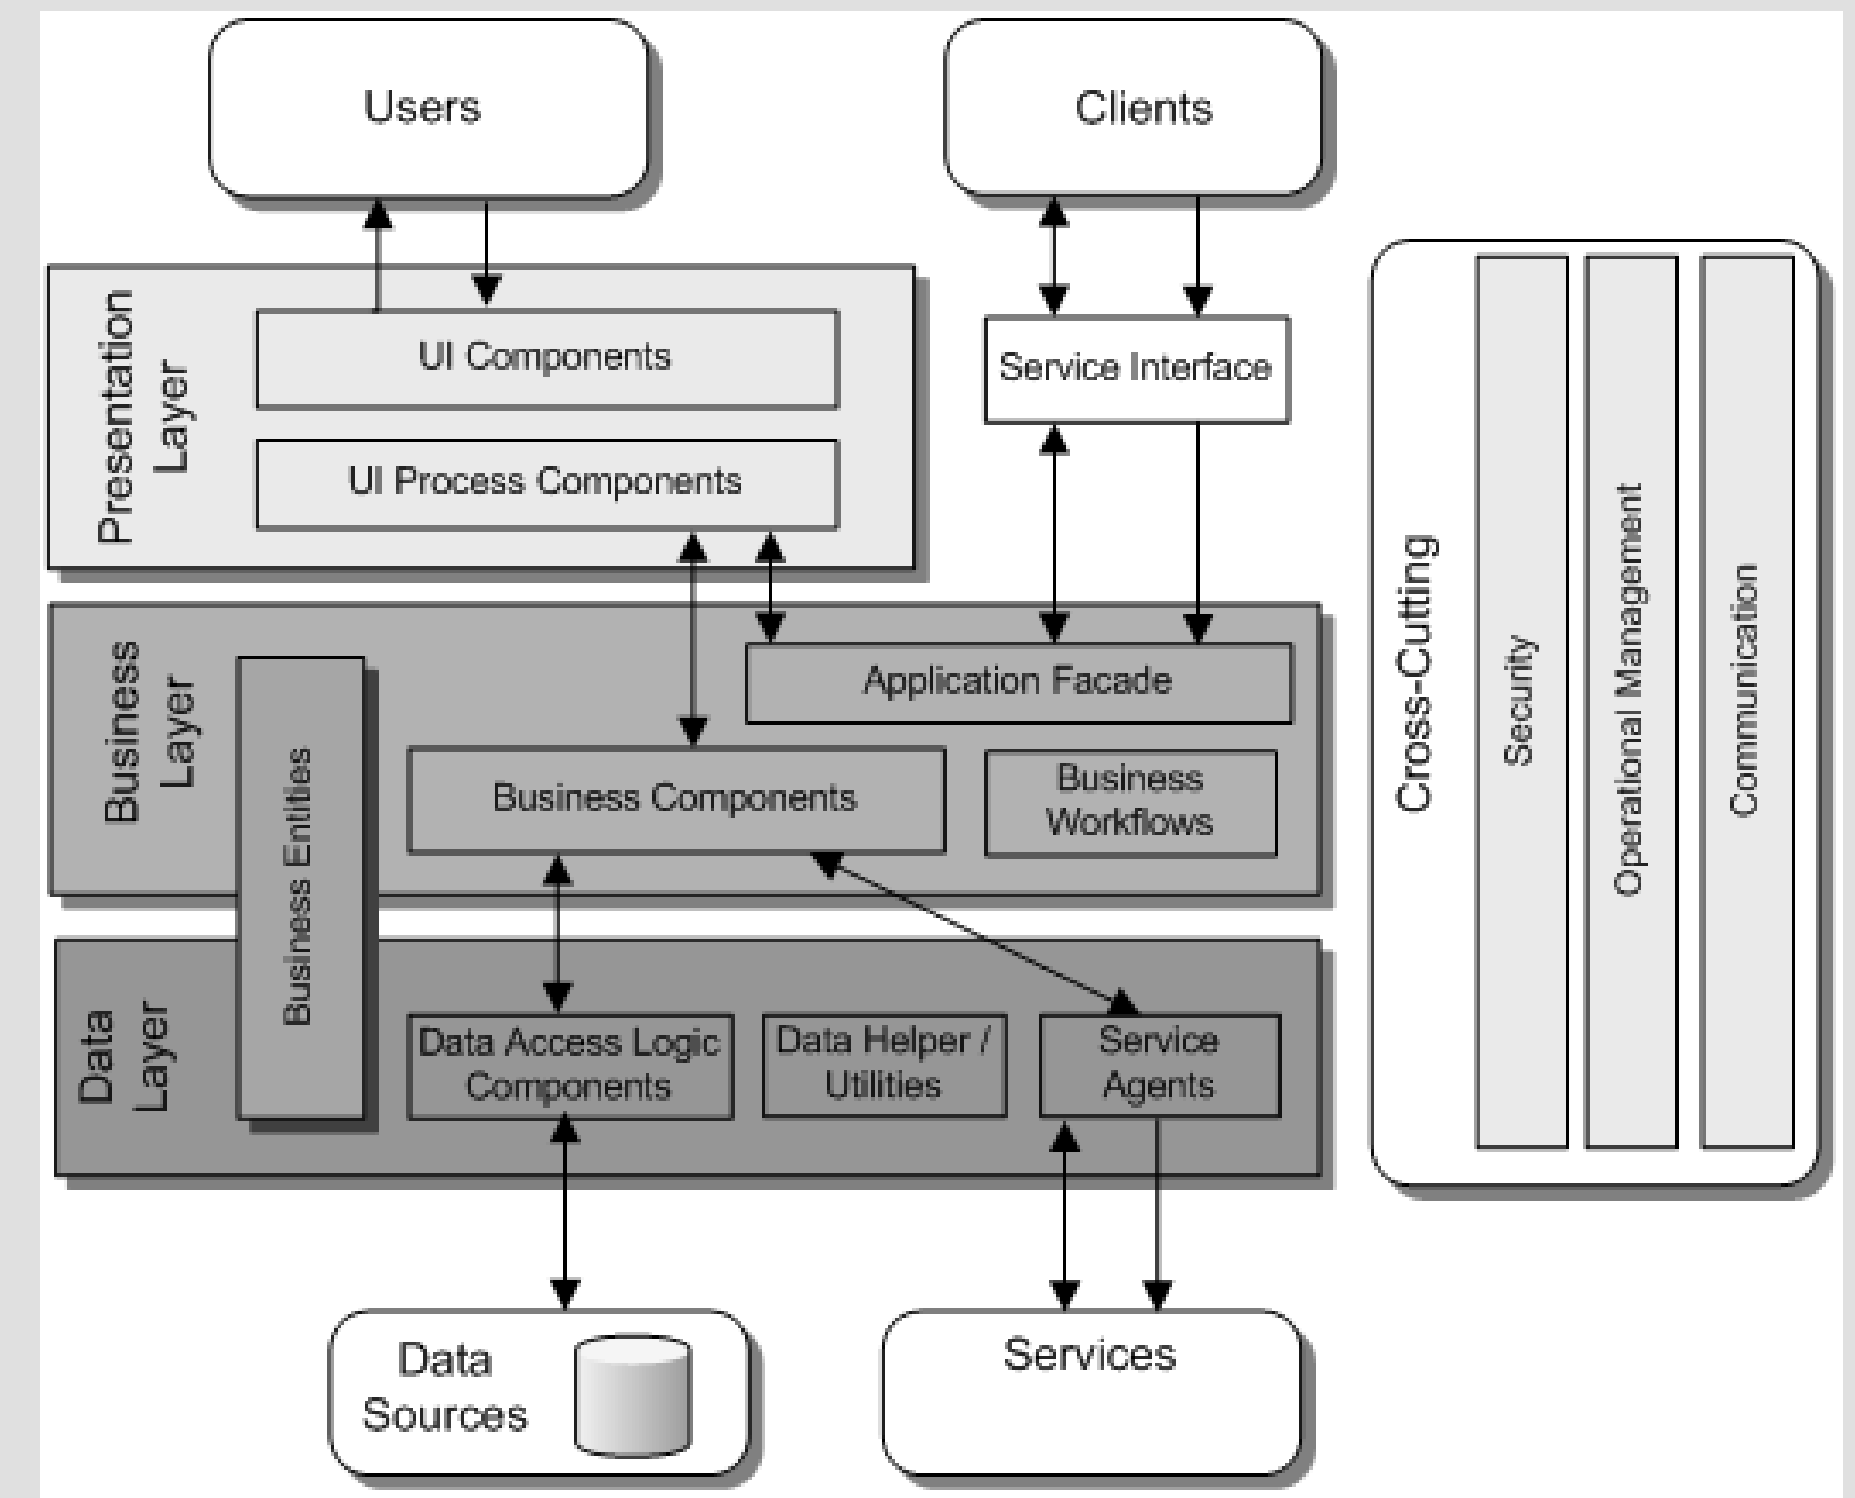 Users
Clients
Presentation
Layer
UI Components
UI Process Components
Service Interface
Business
Layer
Business Entities
Application Facade
Business Components
Business
Workflows
Data
Layer
Data Access Logic
Components
Data Helper /
Utilities
Service
Agents
Data
Sources
Services
Cross-Cutting
Security
Operational Management
Communication